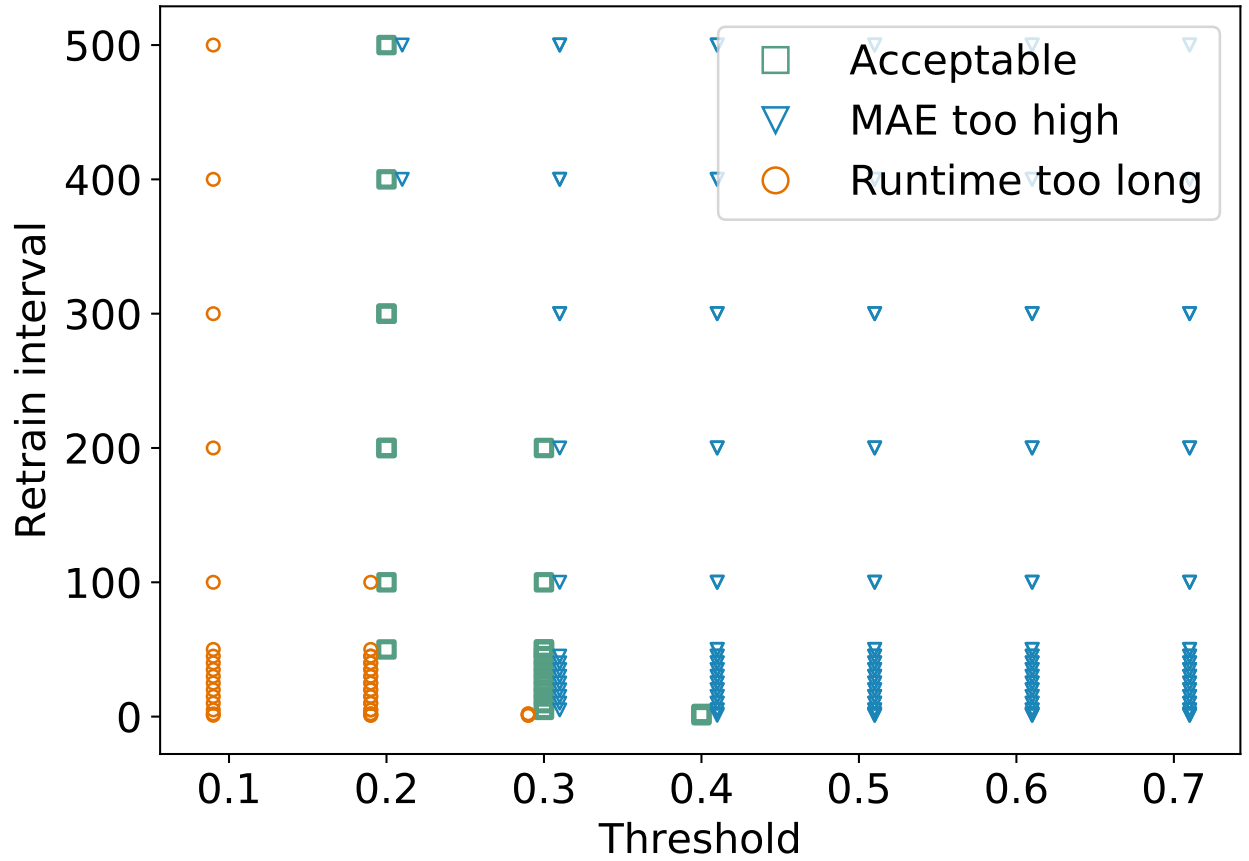 500
400
300
200
100
0
Retrain interval
0.1 0.2 0.3 0.4 0.5 0.6 0.7
Threshold
Acceptable
MAE too high
Runtime too long